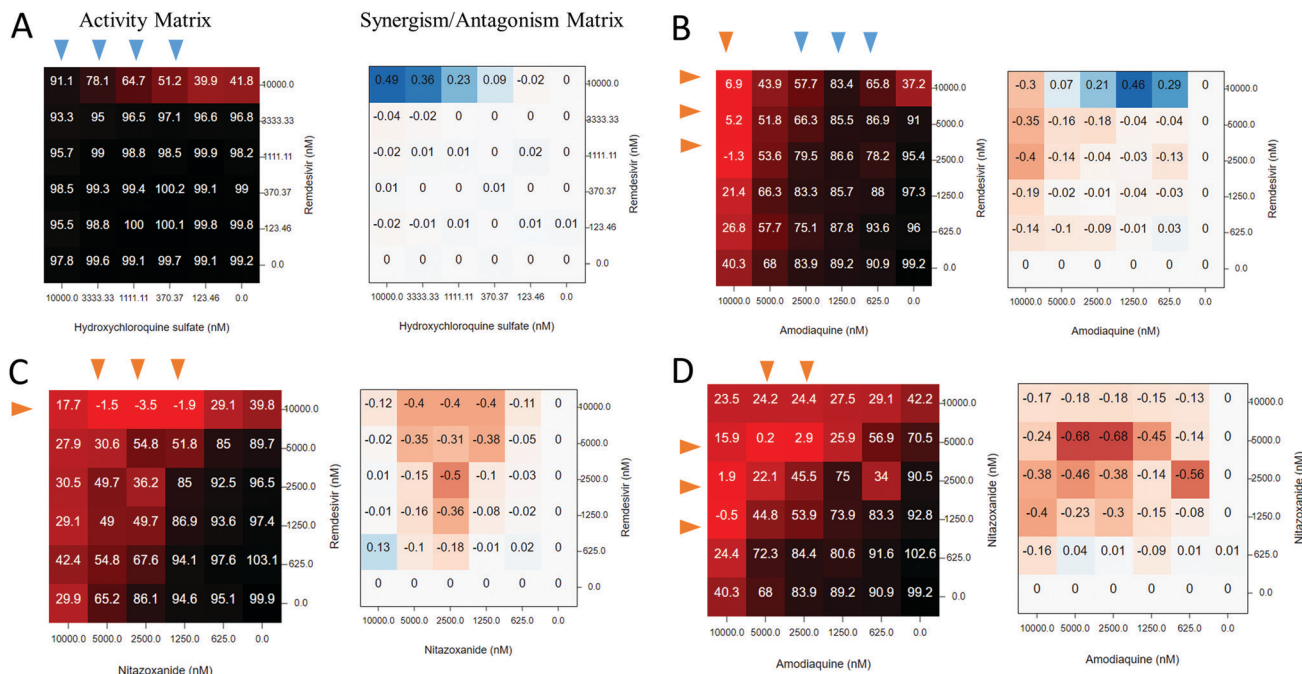 A
Activity Matrix
Synergism/Antagonism Matrix
91.1 78.1 64.7 51.2 39.9 41.8 40000.0
93.3 95 96.5 97.1 96.6 96.8 3333.33
95.7 99 98.8 98.5 99.9 98.2 1111.11
98.5 99.3 99.4 100.2 99.1 99 370.37
95.5 98.8 100 100.1 99.8 99.8 123.46
97.8 99.6 99.1 99.7 99.1 99.2 0.0
10000.0 3333.33 1111.11 370.37 123.46 0.0
Hydroxychloroquine sulfate (nM)
Remdesivir (nM)
0.49 0.36 0.23 0.09 -0.02 0 40000.0
-0.04 -0.02 0 0 0 0 3333.33
-0.02 0.01 0.01 0 0.02 0 1111.11
0.01 0 0 0.01 0 0 370.37
-0.02 -0.01 0.01 0 0.01 0.01 123.46
0 0 0 0 0 0 0.0
10000.0 3333.33 1111.11 370.37 123.46 0.0
Hydroxychloroquine sulfate (nM)
Remdesivir (nM)
B
6.9 43.9 57.7 83.4 65.8 37.2 40000.0
5.2 51.8 66.3 85.5 86.9 91 5000.0
-1.3 53.6 79.5 86.6 78.2 95.4 2500.0
21.4 66.3 83.3 85.7 88 97.3 1250.0
26.8 57.7 75.1 87.8 93.6 96 625.0
40.3 68 83.9 89.2 90.9 99.2 0.0
10000.0 5000.0 2500.0 1250.0 625.0 0.0
Amodiaquine (nM)
Remdesivir (nM)
-0.3 0.07 0.21 0.46 0.29 0 40000.0
-0.35 -0.16 -0.18 -0.04 -0.04 0 5000.0
-0.4 -0.14 -0.04 -0.03 -0.13 0 2500.0
-0.19 -0.02 -0.01 -0.04 -0.03 0 1250.0
-0.14 -0.1 -0.09 -0.01 0.03 0 625.0
0 0 0 0 0 0 0.0
10000.0 5000.0 2500.0 1250.0 625.0 0.0
Amodiaquine (nM)
Remdesivir (nM)
C
17.7 -1.5 -3.5 -1.9 29.1 39.8 40000.0
27.9 30.6 54.8 51.8 85 89.7 5000.0
30.5 49.7 36.2 85 92.5 96.5 2500.0
29.1 49 49.7 86.9 93.6 97.4 1250.0
42.4 54.8 67.6 94.1 97.6 103.1 625.0
29.9 65.2 86.1 94.6 95.1 99.9 0.0
10000.0 5000.0 2500.0 1250.0 625.0 0.0
Nitazoxanide (nM)
Remdesivir (nM)
-0.12 -0.4 -0.4 -0.4 -0.11 0 40000.0
-0.02 -0.35 -0.31 -0.38 -0.05 0 5000.0
0.01 -0.15 -0.5 -0.1 -0.03 0 2500.0
-0.01 -0.16 -0.36 -0.08 -0.02 0 1250.0
0.13 -0.1 -0.18 -0.01 0.02 0 625.0
0 0 0 0 0 0 0.0
10000.0 5000.0 2500.0 1250.0 625.0 0.0
Nitazoxanide (nM)
Remdesivir (nM)
D
23.5 24.2 24.4 27.5 29.1 42.2 40000.0
15.9 0.2 2.9 25.9 56.9 70.5 5000.0
1.9 22.1 45.5 75 34 90.5 2500.0
-0.5 44.8 53.9 73.9 83.3 92.8 1250.0
24.4 72.3 84.4 80.6 91.6 102.6 625.0
40.3 68 83.9 89.2 90.9 99.2 0.0
10000.0 5000.0 2500.0 1250.0 625.0 0.0
Amodiaquine (nM)
Nitazoxanide (nM)
-0.17 -0.18 -0.18 -0.15 -0.13 0 40000.0
-0.24 -0.68 -0.68 -0.45 -0.14 0 5000.0
-0.38 -0.46 -0.38 -0.14 -0.56 0 2500.0
-0.4 -0.23 -0.3 -0.15 -0.08 0 1250.0
-0.16 0.04 0.01 -0.09 0.01 0.01 625.0
0 0 0 0 0 0 0.0
10000.0 5000.0 2500.0 1250.0 625.0 0.0
Amodiaquine (nM)
Nitazoxanide (nM)